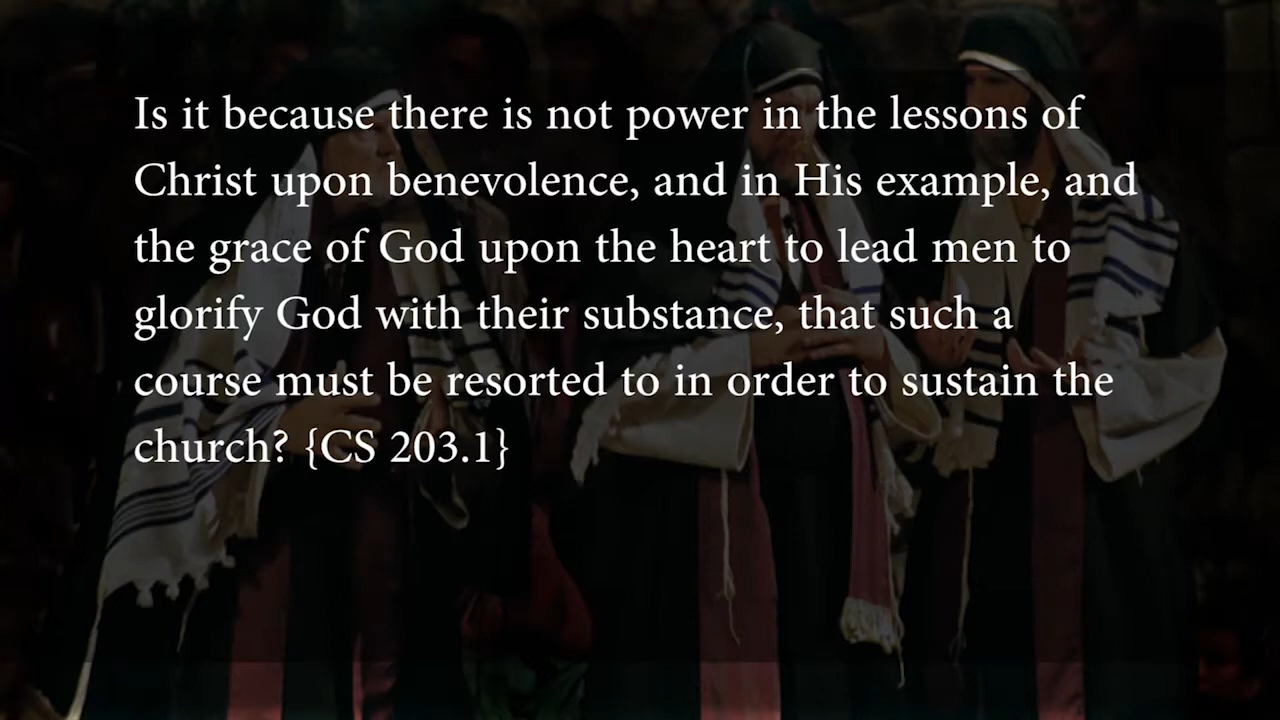 Is it because there is not power in the lessons of
Christ upon benevolence, and in His example, and
the grace of God upon the heart to lead men to
glorify God with their substance, that such a
course must be resorted to in order to sustain the
church? {CS 203.1}